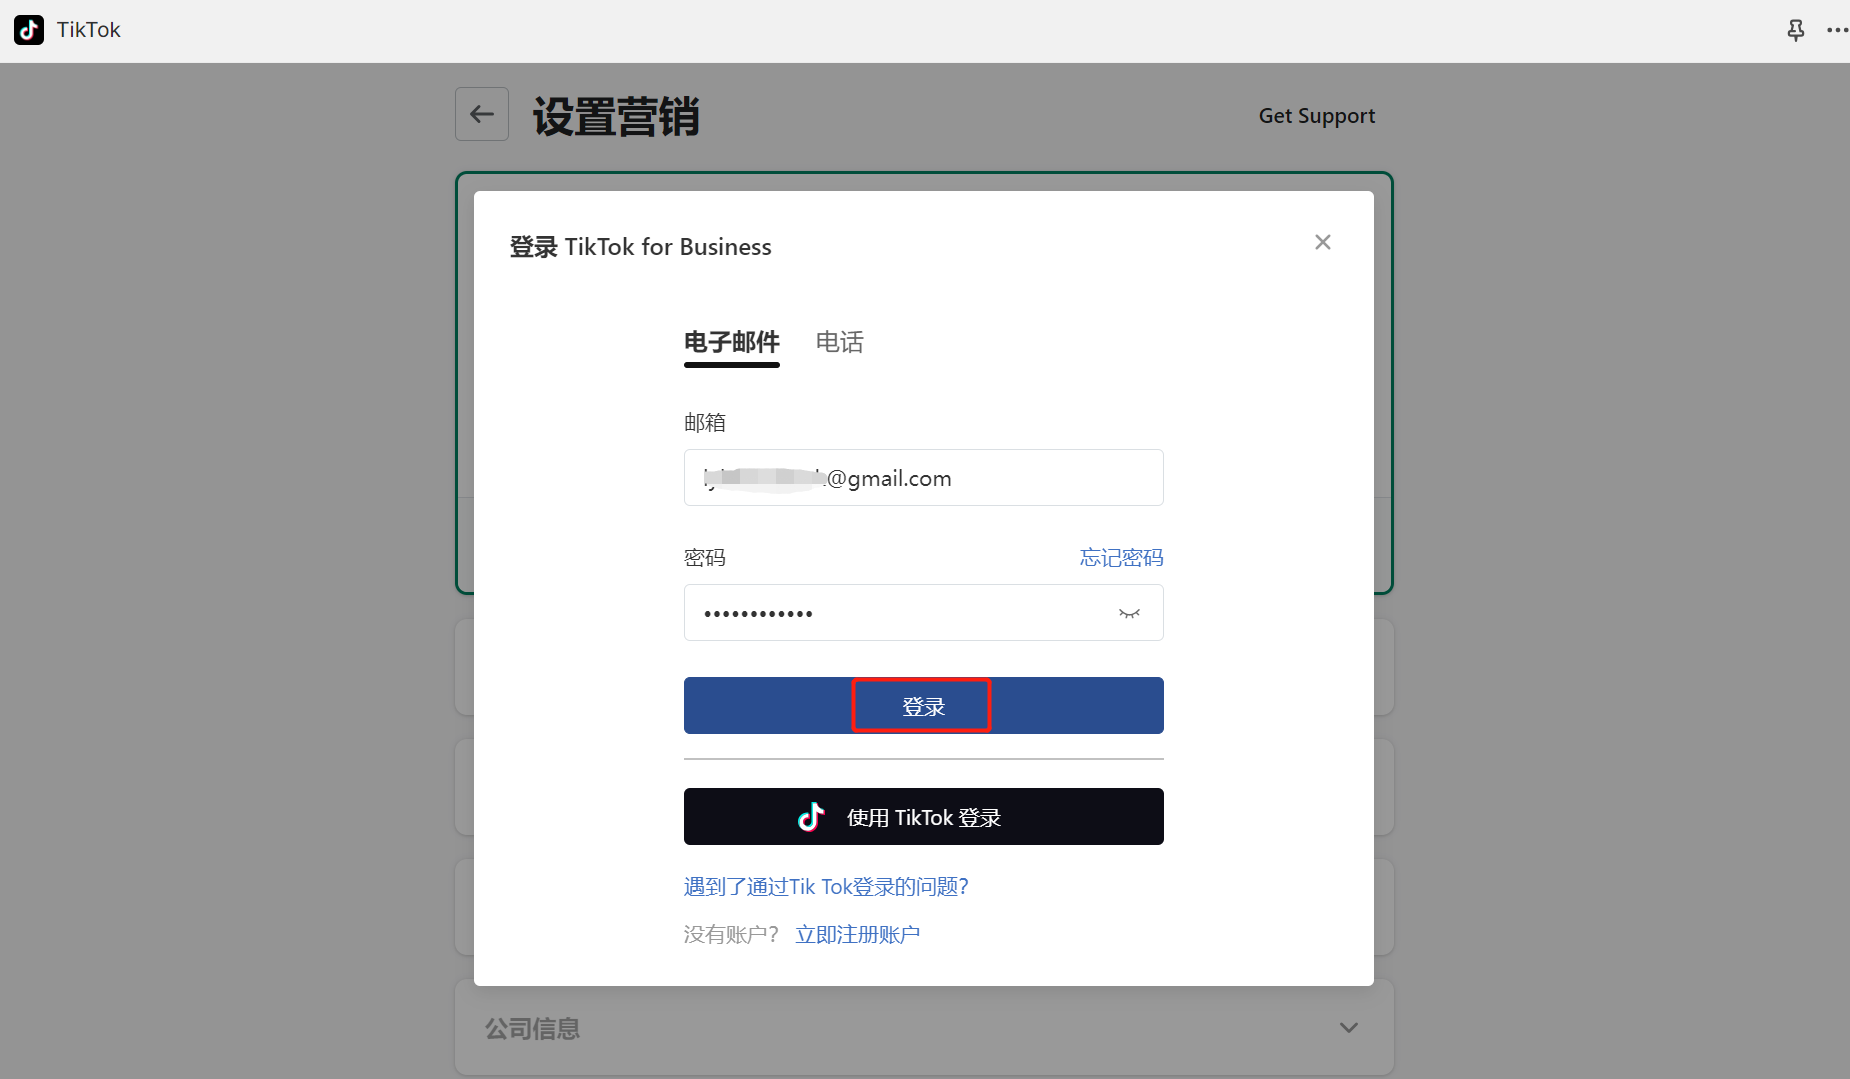 TikTok
设置营销
Get Support
登录 TikTok for Business
电子邮件 电话
邮箱
@gmail.com
密码 忘记密码
登录
使用 TikTok 登录
遇到了通过Tik Tok登录的问题?
没有账户? 立即注册账户
公司信息